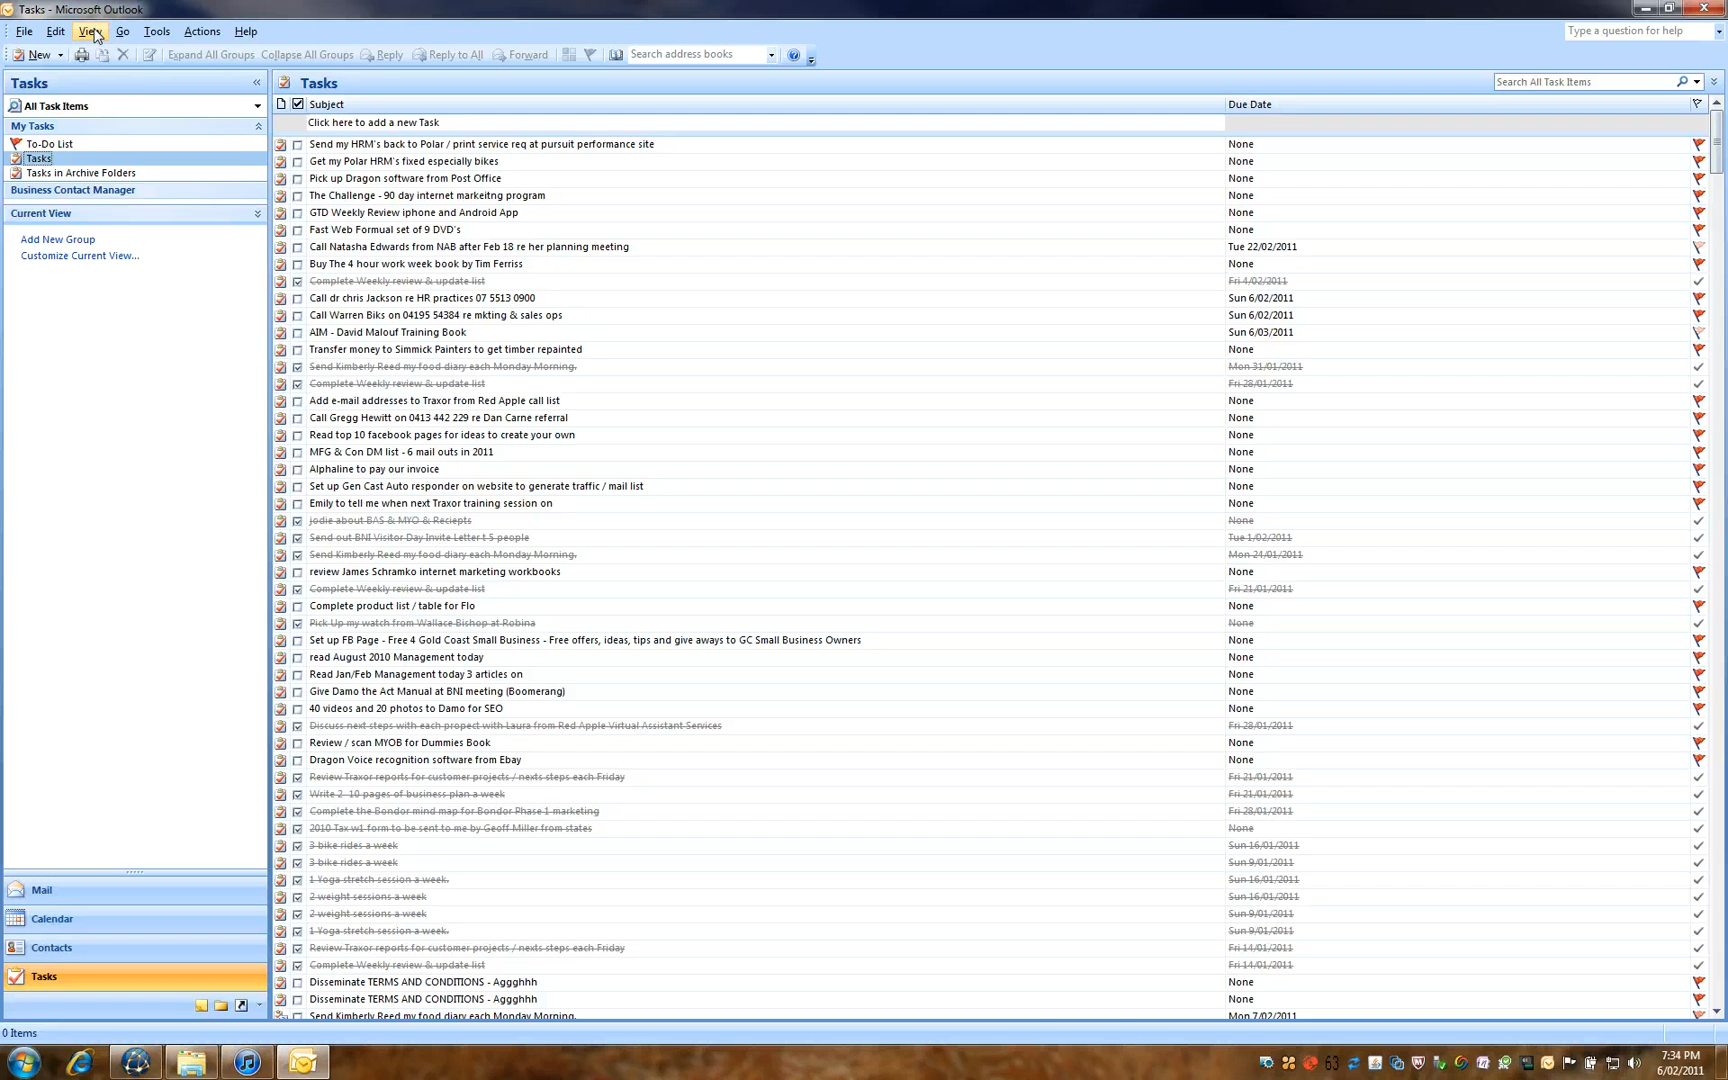 Tasks - Microsoft Outlook
File Edit View Go Tools Actions Help Type a question for help
New Expand All Groups Collapse All Groups Reply Reply to All Forward Search address books
Tasks «
All Task Items
My Tasks
To-Do List
Tasks
Tasks in Archive Folders
Business Contact Manager
Current View
Add New Group
Customize Current View...
Mail
Calendar
Contacts
Tasks
Tasks Search All Task Items
Subject Due Date
Click here to add a new Task
Send my HRM's back to Polar / print service req at pursuit performance site None
Get my Polar HRM's fixed especially bikes None
Pick up Dragon software from Post Office None
The Challenge - 90 day internet markeitng program None
GTD Weekly Review iphone and Android App None
Fast Web Formual set of 9 DVD's None
Call Natasha Edwards from NAB after Feb 18 re her planning meeting Tue 22/02/2011
Buy The 4 hour work week book by Tim Ferriss None
Complete Weekly review & update list Fri 4/02/2011
Call dr chris Jackson re HR practices 07 5513 0900 Sun 6/02/2011
Call Warren Biks on 04195 54384 re mkting & sales ops Sun 6/02/2011
AIM - David Malouf Training Book Sun 6/03/2011
Transfer money to Simmick Painters to get timber repainted None
Send Kimberly Reed my food diary each Monday Morning. Mon 31/01/2011
Complete Weekly review & update list Fri 28/01/2011
Add e-mail addresses to Traxor from Red Apple call list None
Call Gregg Hewitt on 0413 442 229 re Dan Carne referral None
Read top 10 facebook pages for ideas to create your own None
MFG & Con DM list - 6 mail outs in 2011 None
Alphaline to pay our invoice None
Set up Gen Cast Auto responder on website to generate traffic / mail list None
Emily to tell me when next Traxor training session on None
jodie about BAS & MYO & Reciepts None
Send out BNI Visitor Day Invite Letter t 5 people Tue 1/02/2011
Send Kimberly Reed my food diary each Monday Morning. Mon 24/01/2011
review James Schramko internet marketing workbooks None
Complete Weekly review & update list Fri 21/01/2011
Complete product list / table for Flo None
Pick Up my watch from Wallace Bishop at Robina None
Set up FB Page - Free 4 Gold Coast Small Business - Free offers, ideas, tips and give aways to GC Small Business Owners None
read August 2010 Management today None
Read Jan/Feb Management today 3 articles on None
Give Damo the Act Manual at BNI meeting (Boomerang) None
40 videos and 20 photos to Damo for SEO None
Discuss next steps with each propect with Laura from Red Apple Virtual Assistant Services Fri 28/01/2011
Review / scan MYOB for Dummies Book None
Dragon Voice recognition software from Ebay None
Review Traxor reports for customer projects / nexts steps each Friday Fri 21/01/2011
Write 2 -10 pages of business plan a week Fri 21/01/2011
Complete the Bondor mind map for Bondor Phase 1 marketing Fri 28/01/2011
2010 Tax w1 form to be sent to me by Geoff Miller from states None
3 bike rides a week Sun 16/01/2011
3 bike rides a week Sun 9/01/2011
1 Yoga stretch session a week. Sun 16/01/2011
2 weight sessions a week Sun 16/01/2011
2 weight sessions a week Sun 9/01/2011
1 Yoga stretch session a week. Sun 9/01/2011
Review Traxor reports for customer projects / nexts steps each Friday Fri 14/01/2011
Complete Weekly review & update list Fri 14/01/2011
Disseminate TERMS AND CONDITIONS - Aggghhh None
Disseminate TERMS AND CONDITIONS - Aggghhh None
Send Kimberly Reed my food diary each Monday Morning. Mon 7/02/2011
0 Items
63
7:34 PM
6/02/2011